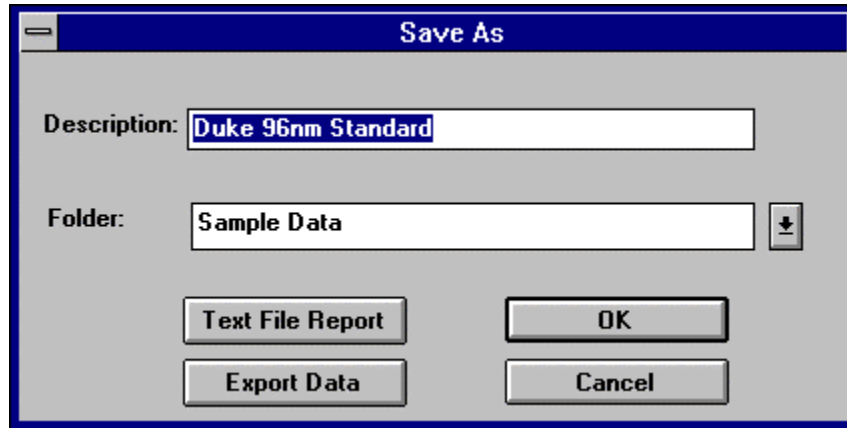 Save As
Description: Duke 96nm Standard
Folder: Sample Data
Text File Report OK
Export Data Cancel